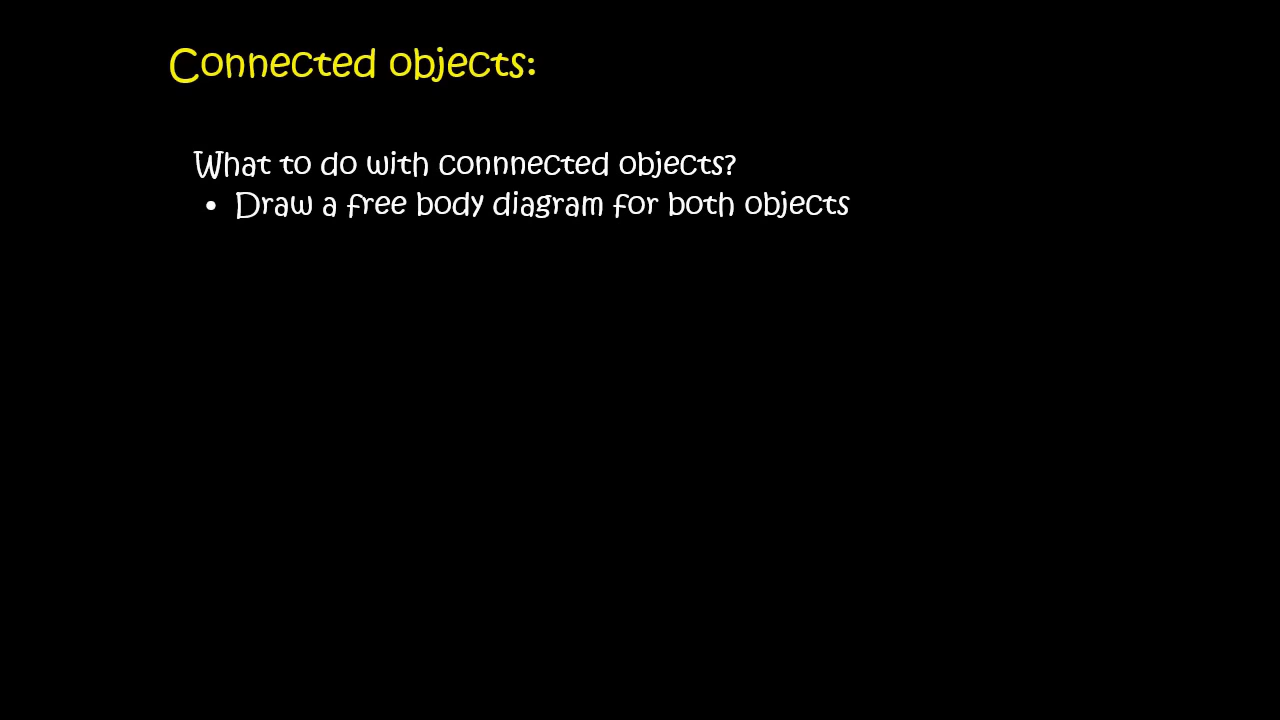 Connected objects:
What to do with connnected objects?
• Draw a free body diagram for both objects